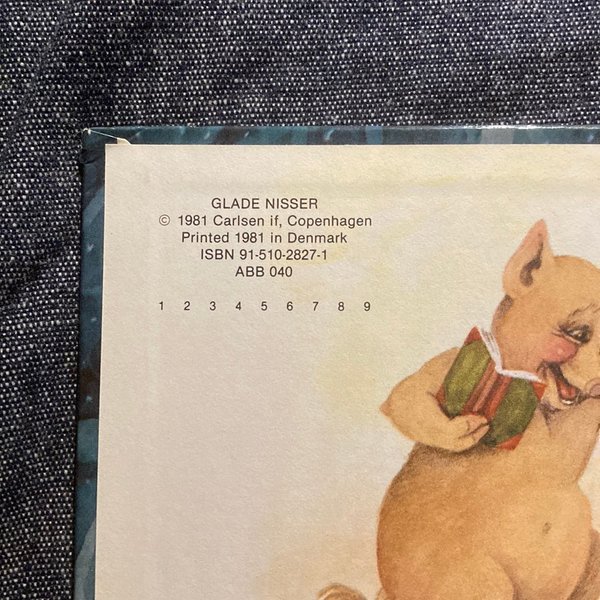 GLADE NISSER
© 1981 Carlsen if, Copenhagen
Printed 1981 in Denmark
ISBN 91-510-2827-1
ABB 040
1 2 3 4 5 6 7 8 9